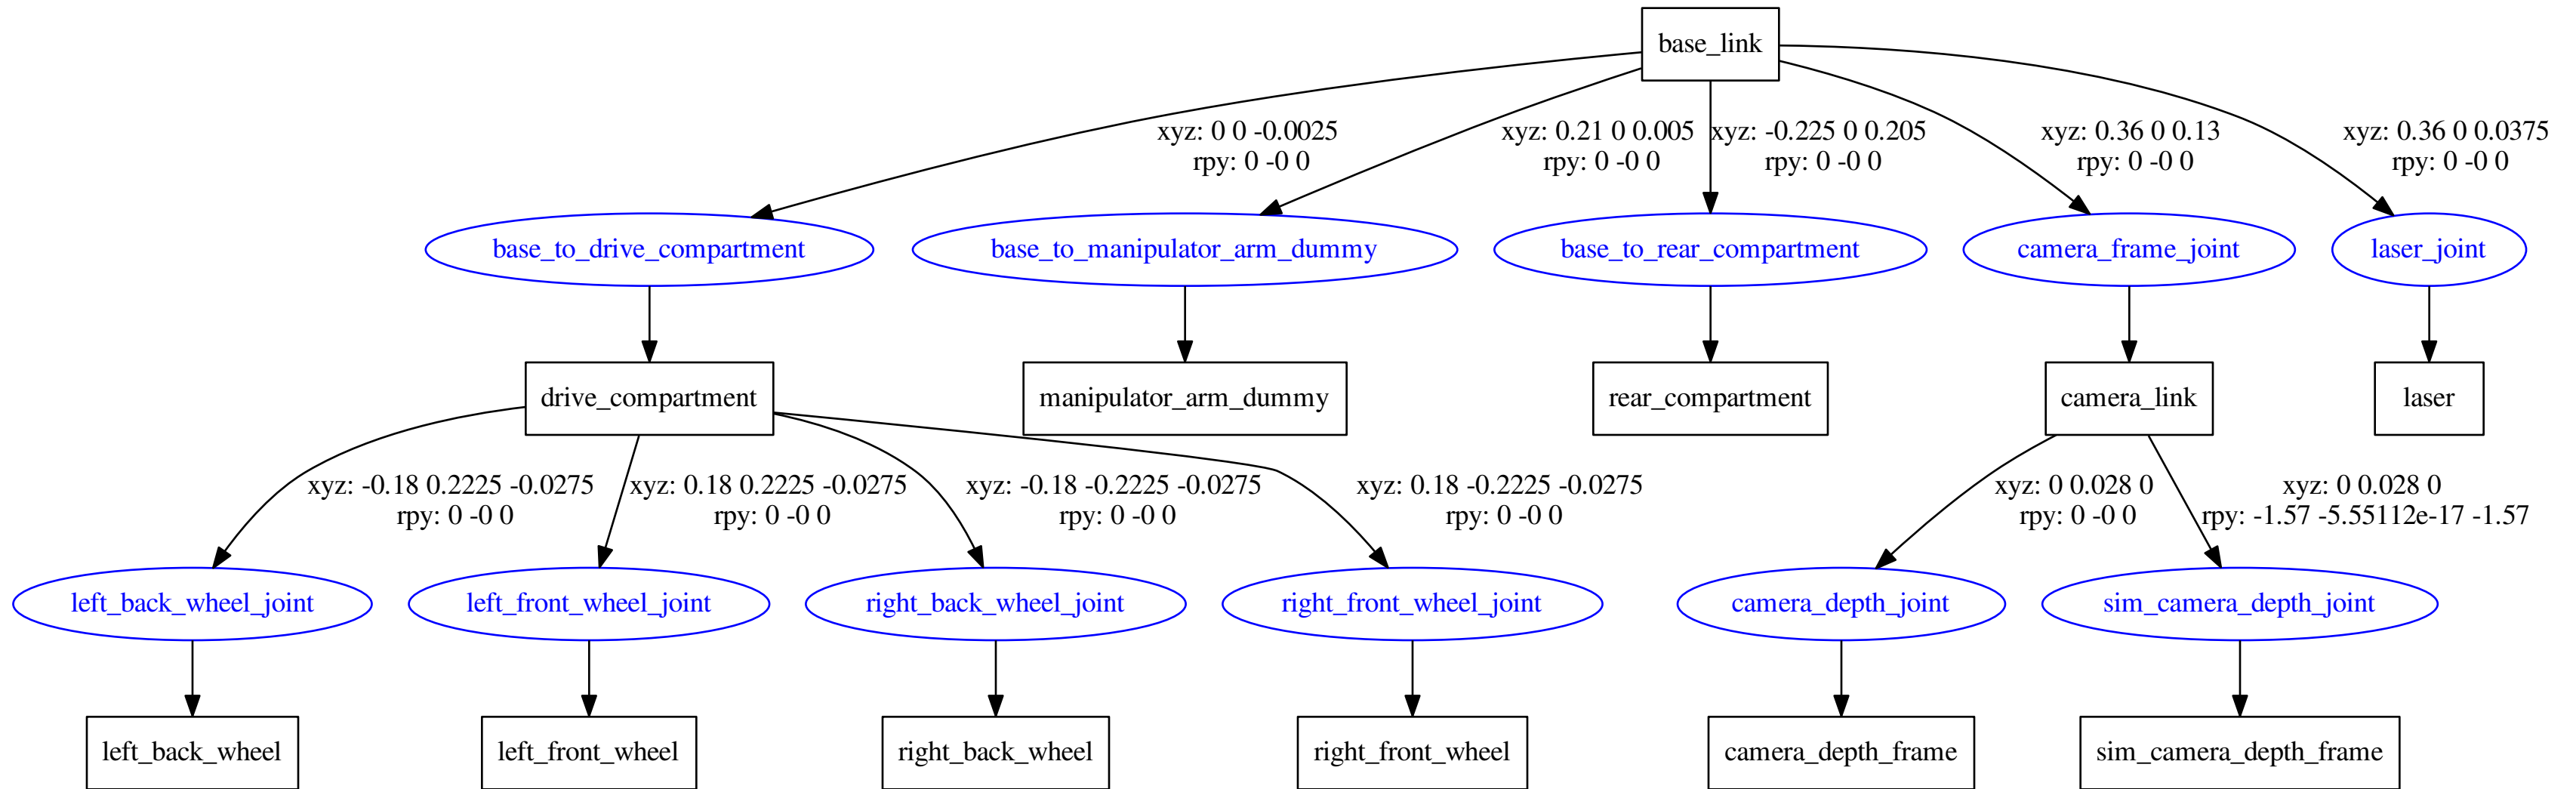 base_link
xyz: 0 0 -0.0025
rpy: 0 -0 0
xyz: 0.21 0 0.005
rpy: 0 -0 0
xyz: -0.225 0 0.205
rpy: 0 -0 0
xyz: 0.36 0 0.13
rpy: 0 -0 0
xyz: 0.36 0 0.0375
rpy: 0 -0 0
base_to_drive_compartment
base_to_manipulator_arm_dummy
base_to_rear_compartment
camera_frame_joint
laser_joint
drive_compartment
manipulator_arm_dummy
rear_compartment
camera_link
laser
xyz: -0.18 0.2225 -0.0275
rpy: 0 -0 0
xyz: 0.18 0.2225 -0.0275
rpy: 0 -0 0
xyz: -0.18 -0.2225 -0.0275
rpy: 0 -0 0
xyz: 0.18 -0.2225 -0.0275
rpy: 0 -0 0
xyz: 0 0.028 0
rpy: 0 -0 0
xyz: 0 0.028 0
rpy: -1.57 -5.55112e-17 -1.57
left_back_wheel_joint
left_front_wheel_joint
right_back_wheel_joint
right_front_wheel_joint
camera_depth_joint
sim_camera_depth_joint
left_back_wheel
left_front_wheel
right_back_wheel
right_front_wheel
camera_depth_frame
sim_camera_depth_frame